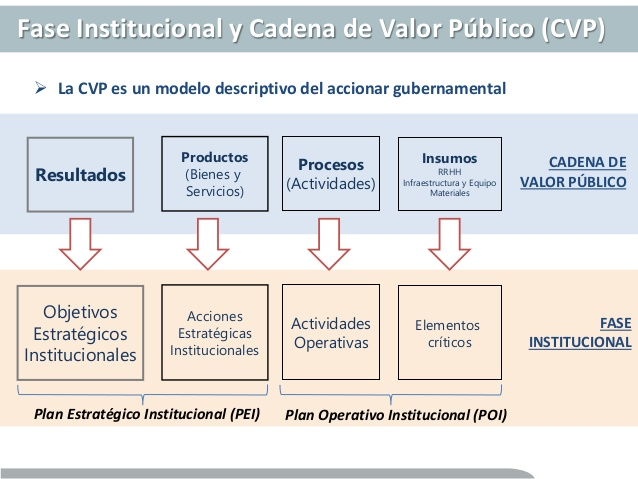 Fase Institucional y Cadena de Valor Público (CVP)
La CVP es un modelo descriptivo del accionar gubernamental
Resultados
Productos
(Bienes y
Servicios)
Procesos
(Actividades)
Insumos
RRHH
Infraestructura y Equipo
Materiales
CADENA DE
VALOR PÚBLICO
Objetivos
Estratégicos
Institucionales
Acciones
Estratégicas
Institucionales
Actividades
Operativas
Elementos
críticos
FASE
INSTITUCIONAL
Plan Estratégico Institucional (PEI)
Plan Operativo Institucional (POI)